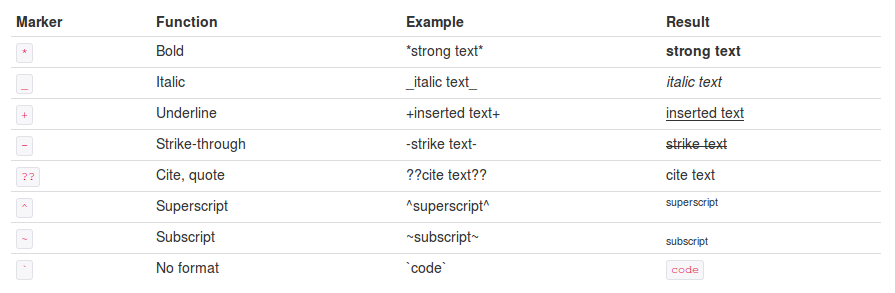 Marker Function Example Result
* Bold *strong text* strong text
_ Italic _italic text_ italic text
+ Underline +inserted text+ inserted text
- Strike-through -strike text- strike text
?? Cite, quote ??cite text?? cite text
^ Superscript ^superscript^ superscript
~ Subscript ~subscript~ subscript
` No format `code` code